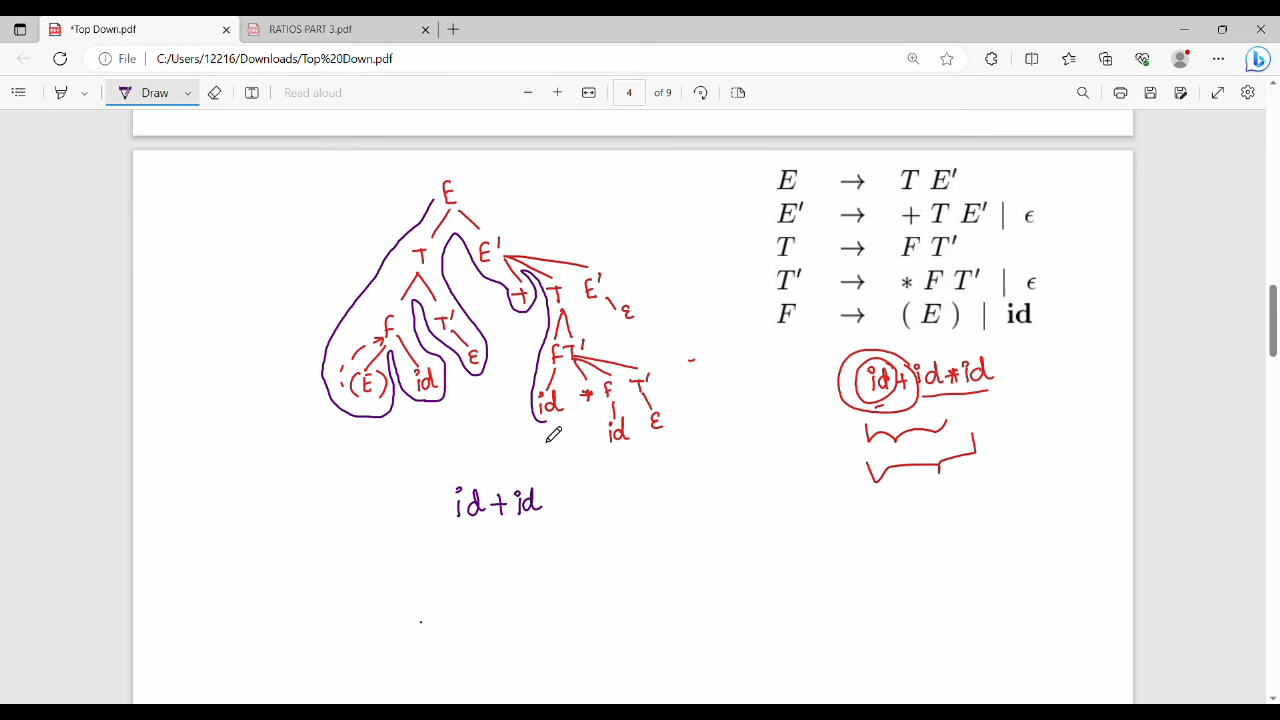 *Top Down.pdf
RATIOS PART 3.pdf
File
C:/Users/12216/Downloads/Top%20Down.pdf
Draw
Read aloud
4 of 9
E
T E'
+ T E'
F T' ε
(E) id
id * F T'
id ε
ε
id+id
E → T E'
E' → + T E' | ϵ
T → F T'
T' → * F T' | ϵ
F → ( E ) | id
id+id*id